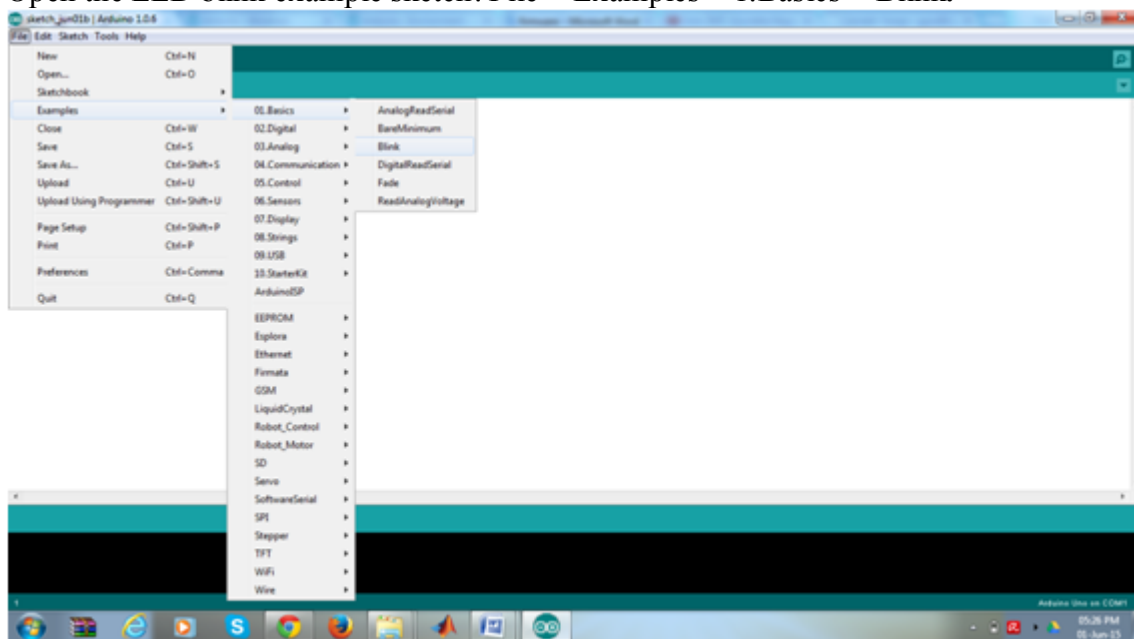 Open the LED blink example sketch: File > Examples > 1.Basics > Blink.
sketch_jun01b | Arduino 1.0.6
File Edit Sketch Tools Help
New Ctrl+N
Open... Ctrl+O
Sketchbook
Examples
Close Ctrl+W
Save Ctrl+S
Save As... Ctrl+Shift+S
Upload Ctrl+U
Upload Using Programmer Ctrl+Shift+U
Page Setup Ctrl+Shift+P
Print Ctrl+P
Preferences Ctrl+Comma
Quit Ctrl+Q
01.Basics
02.Digital
03.Analog
04.Communication
05.Control
06.Sensors
07.Display
08.Strings
09.USB
10.StarterKit
ArduinoISP
EEPROM
Esplora
Ethernet
Firmata
GSM
LiquidCrystal
Robot_Control
Robot_Motor
SD
Servo
SoftwareSerial
SPI
Stepper
TFT
WiFi
Wire
AnalogReadSerial
BareMinimum
Blink
DigitalReadSerial
Fade
ReadAnalogVoltage
1
Arduino Uno on COM1
05:26 PM
01-Jun-15